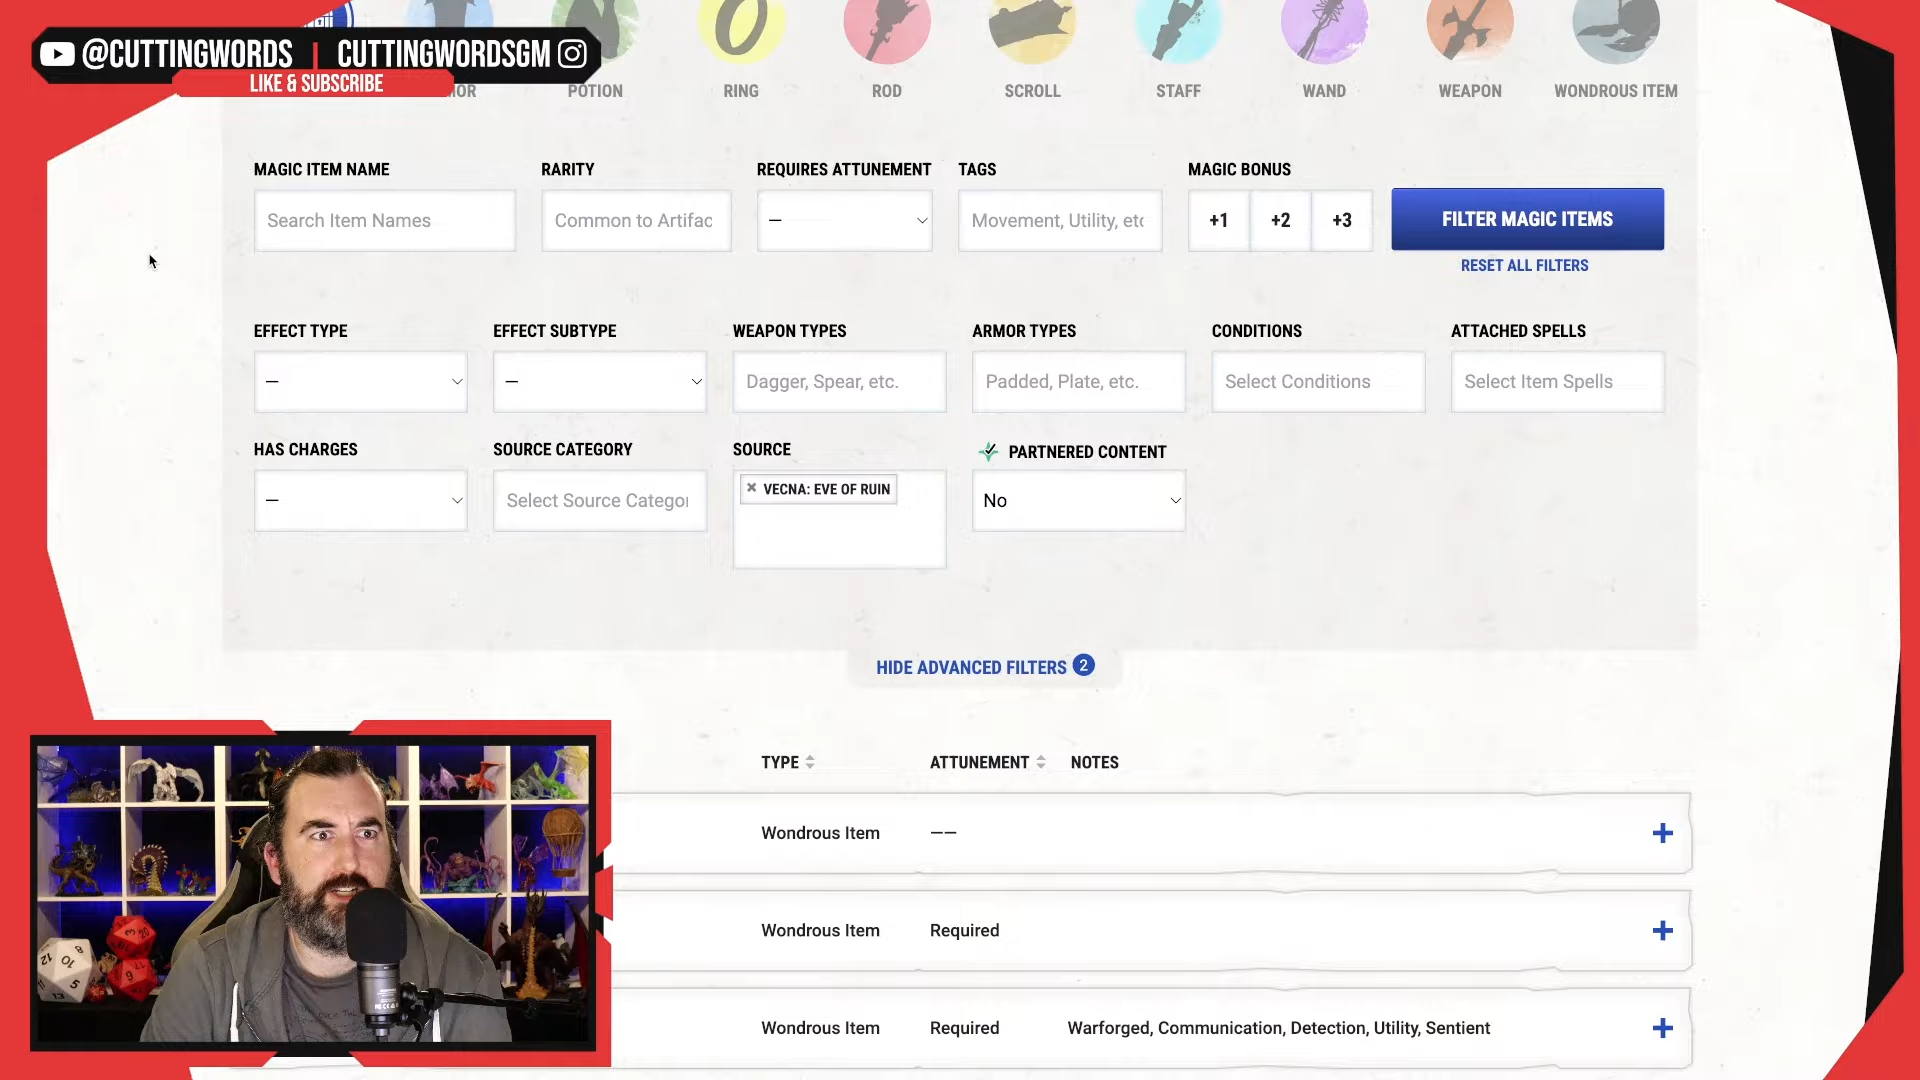 @CUTTINGWORDS | CUTTINGWORDSGM
LIKE & SUBSCRIBE
POTION
RING
ROD
SCROLL
STAFF
WAND
WEAPON
WONDROUS ITEM
MAGIC ITEM NAME
RARITY
REQUIRES ATTUNEMENT
TAGS
MAGIC BONUS
Search Item Names
Common to Artifac
—
Movement, Utility, etc
+1
+2
+3
FILTER MAGIC ITEMS
RESET ALL FILTERS
EFFECT TYPE
EFFECT SUBTYPE
WEAPON TYPES
ARMOR TYPES
CONDITIONS
ATTACHED SPELLS
—
—
Dagger, Spear, etc.
Padded, Plate, etc.
Select Conditions
Select Item Spells
HAS CHARGES
SOURCE CATEGORY
SOURCE
PARTNERED CONTENT
—
Select Source Categor
× VECNA: EVE OF RUIN
No
HIDE ADVANCED FILTERS 2
TYPE
ATTUNEMENT
NOTES
Wondrous Item
——
Wondrous Item
Required
Wondrous Item
Required
Warforged, Communication, Detection, Utility, Sentient